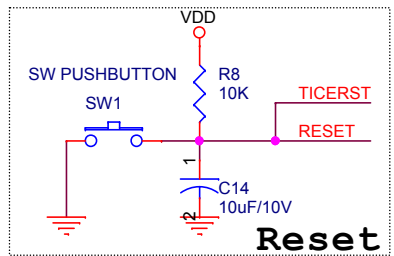 VDD
SW PUSHBUTTON
R8
10K
SW1
TICERST
RESET
1
C14
10uF/10V
2
Reset